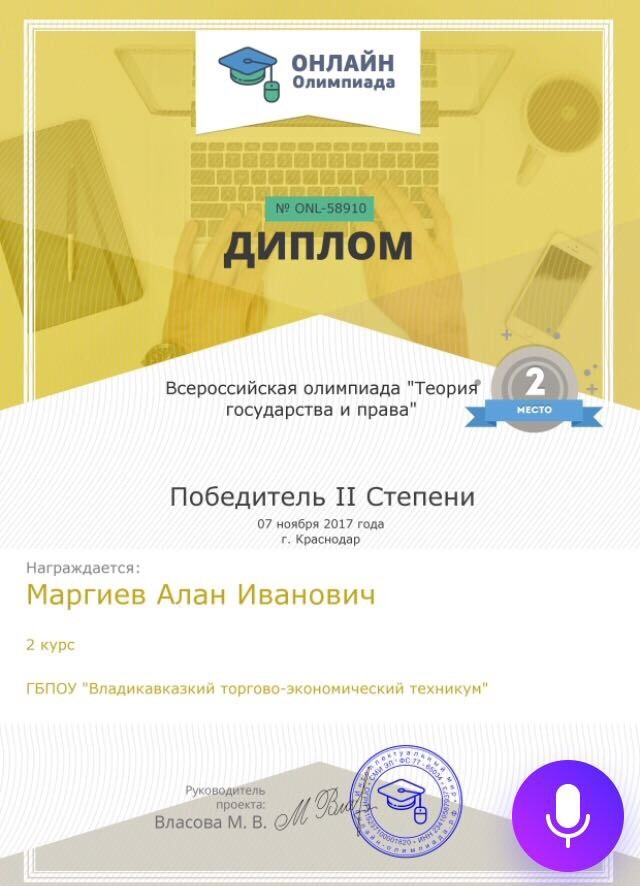 ОНЛАЙН
Олимпиада
№ ONL-58910
ДИПЛОМ
2
МЕСТО
Всероссийская олимпиада "Теория
государства и права"
Победитель II Степени
07 ноября 2017 года
г. Краснодар
Награждается:
Маргиев Алан Иванович
2 курс
ГБПОУ "Владикавказкий торгово-экономический техникум"
Руководитель
проекта:
Власова М. В.